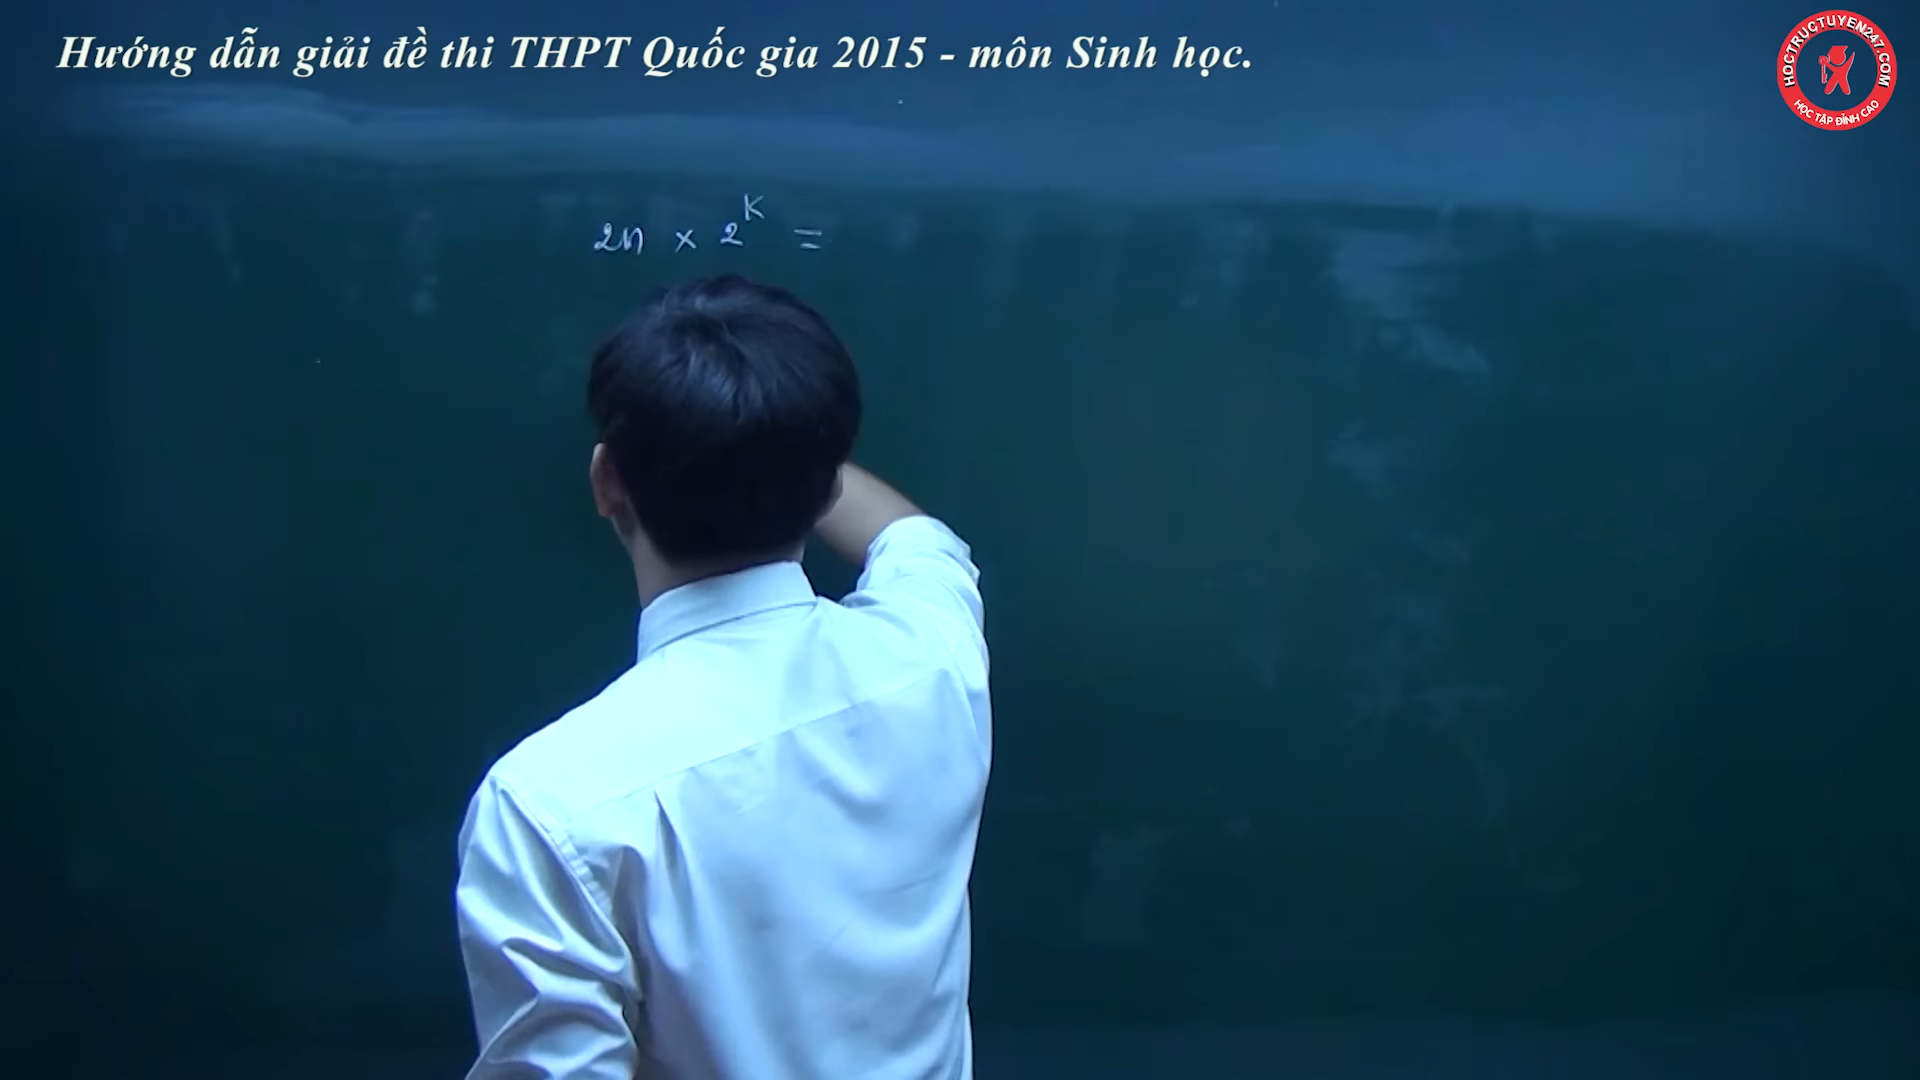 Hướng dẫn giải đề thi THPT Quốc gia 2015 - môn Sinh học.
HOCTRUCTUYEN247.COM
HỌC TẬP ĐỈNH CAO
2n × 2^K =